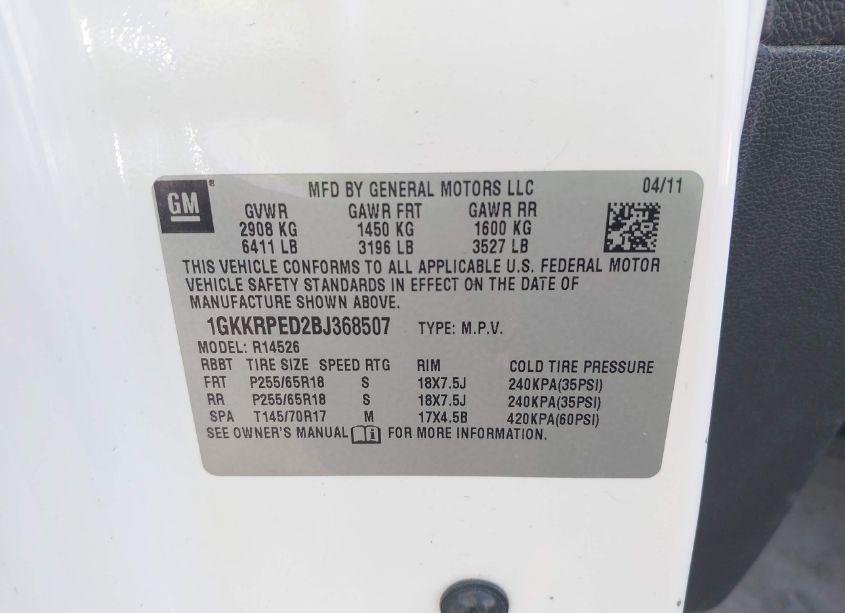 GM ® MFD BY GENERAL MOTORS LLC 04/11
GVWR GAWR FRT GAWR RR
2908 KG 1450 KG 1600 KG
6411 LB 3196 LB 3527 LB
THIS VEHICLE CONFORMS TO ALL APPLICABLE U.S. FEDERAL MOTOR
VEHICLE SAFETY STANDARDS IN EFFECT ON THE DATE OF
MANUFACTURE SHOWN ABOVE.
1GKKRPED2BJ368507 TYPE: M.P.V.
MODEL: R14526
RBBT TIRE SIZE SPEED RTG RIM COLD TIRE PRESSURE
FRT P255/65R18 S 18X7.5J 240KPA(35PSI)
RR P255/65R18 S 18X7.5J 240KPA(35PSI)
SPA T145/70R17 M 17X4.5B 420KPA(60PSI)
SEE OWNER'S MANUAL i FOR MORE INFORMATION.